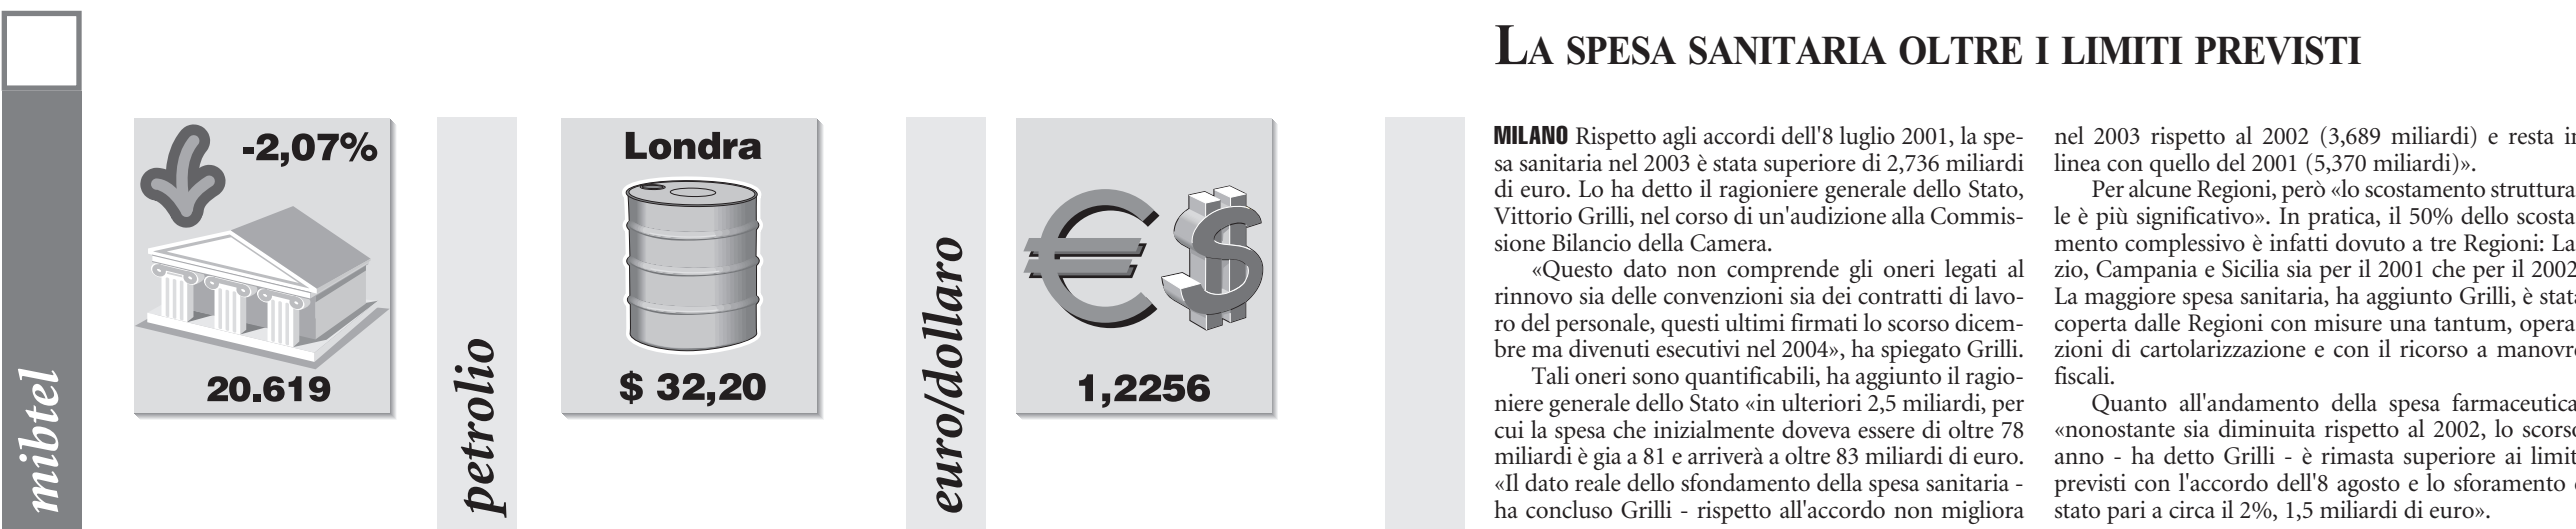 mibtel
-2,07%
20.619
petrolio
Londra
$ 32,20
euro/dollaro
1,2256
LA SPESA SANITARIA OLTRE I LIMITI PREVISTI
MILANO Rispetto agli accordi dell'8 luglio 2001, la spe-
sa sanitaria nel 2003 è stata superiore di 2,736 miliardi
di euro. Lo ha detto il ragioniere generale dello Stato,
Vittorio Grilli, nel corso di un'audizione alla Commis-
sione Bilancio della Camera.
«Questo dato non comprende gli oneri legati al
rinnovo sia delle convenzioni sia dei contratti di lavo-
ro del personale, questi ultimi firmati lo scorso dicem-
bre ma divenuti esecutivi nel 2004», ha spiegato Grilli.
Tali oneri sono quantificabili, ha aggiunto il ragio-
niere generale dello Stato «in ulteriori 2,5 miliardi, per
cui la spesa che inizialmente doveva essere di oltre 78
miliardi è gia a 81 e arriverà a oltre 83 miliardi di euro.
«Il dato reale dello sfondamento della spesa sanitaria -
ha concluso Grilli - rispetto all'accordo non migliora
nel 2003 rispetto al 2002 (3,689 miliardi) e resta in
linea con quello del 2001 (5,370 miliardi)».
Per alcune Regioni, però «lo scostamento struttura-
le è più significativo». In pratica, il 50% dello scosta-
mento complessivo è infatti dovuto a tre Regioni: La-
zio, Campania e Sicilia sia per il 2001 che per il 2002.
La maggiore spesa sanitaria, ha aggiunto Grilli, è stata
coperta dalle Regioni con misure una tantum, opera-
zioni di cartolarizzazione e con il ricorso a manovre
fiscali.
Quanto all'andamento della spesa farmaceutica,
«nonostante sia diminuita rispetto al 2002, lo scorso
anno - ha detto Grilli - è rimasta superiore ai limiti
previsti con l'accordo dell'8 agosto e lo sforamento è
stato pari a circa il 2%, 1,5 miliardi di euro».